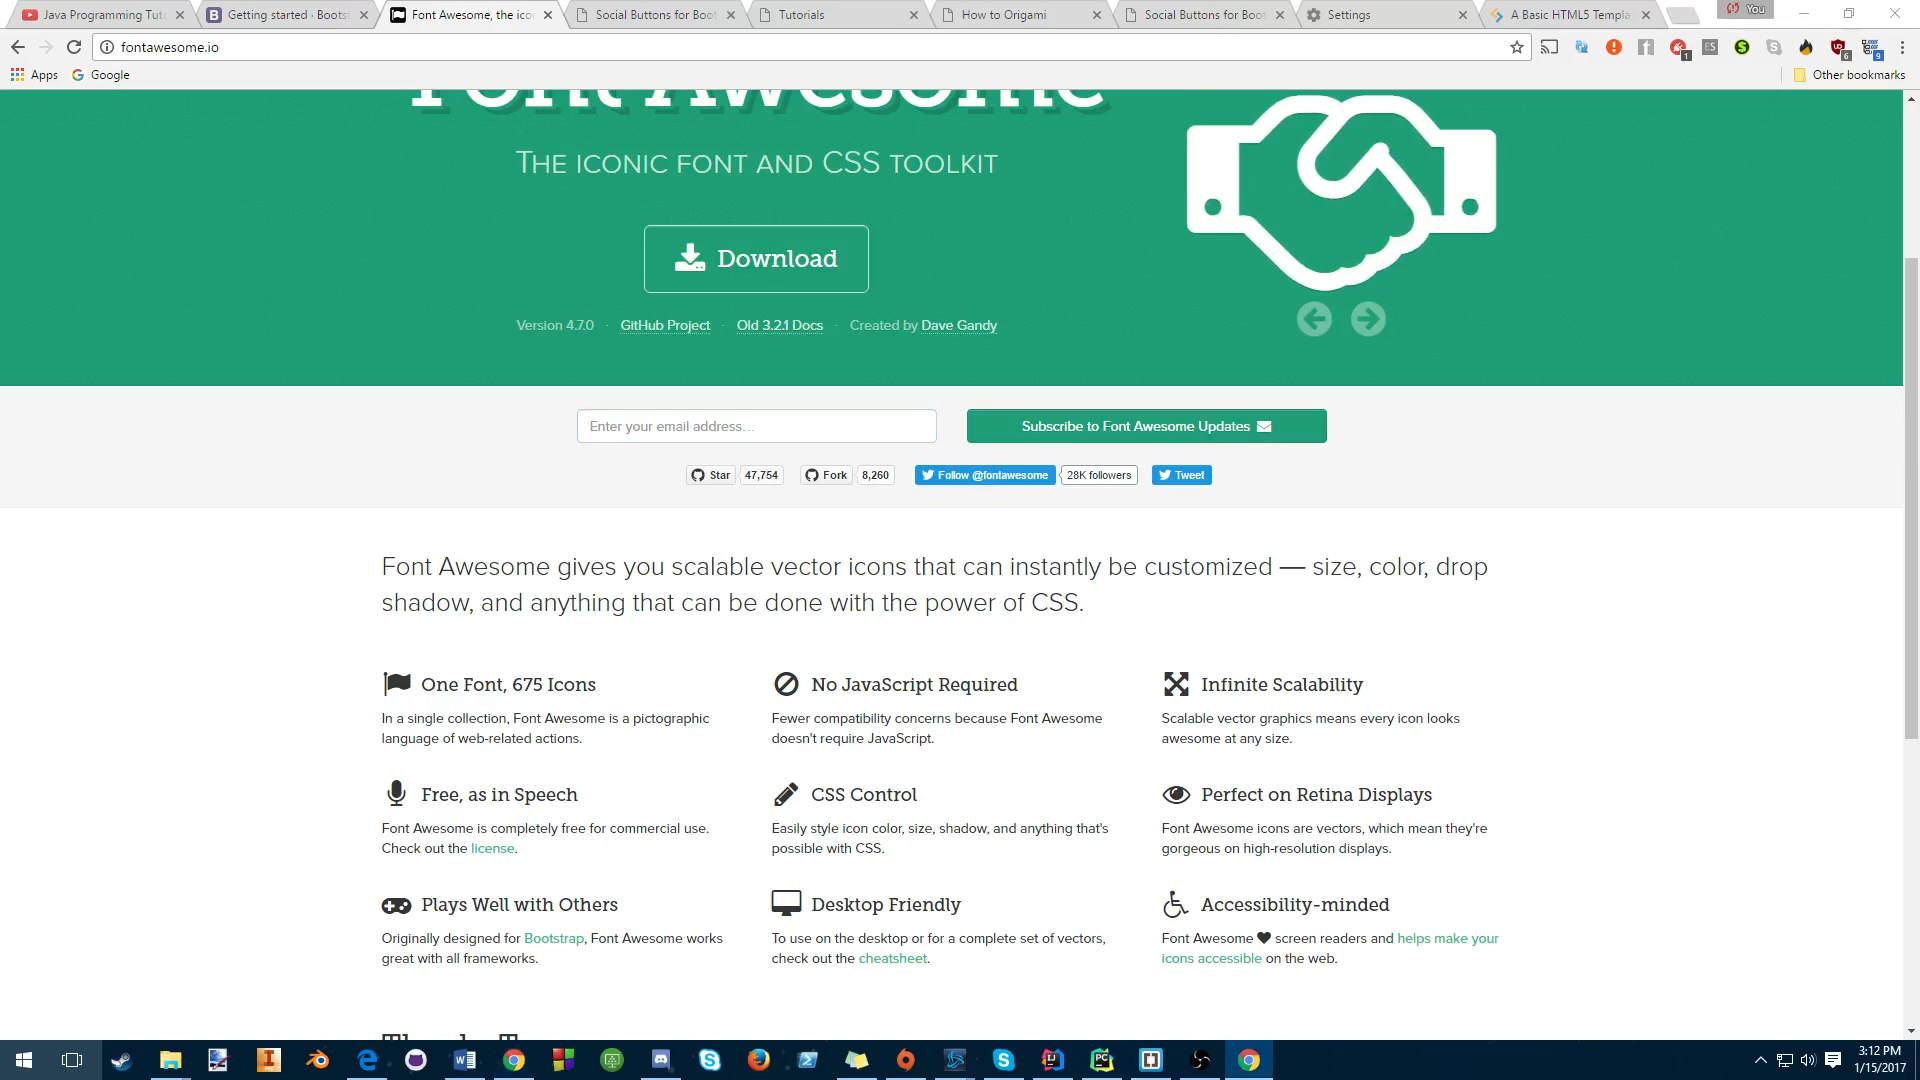 Java Programming Tuto
Getting started · Bootst
Font Awesome, the ico
Social Buttons for Boot
Tutorials
How to Origami
Social Buttons for Boot
Settings
A Basic HTML5 Templa
You
fontawesome.io
Apps
Google
Other bookmarks
Font Awesome
The iconic font and CSS toolkit
Download
Version 4.7.0 · GitHub Project · Old 3.2.1 Docs · Created by Dave Gandy
Enter your email address...
Subscribe to Font Awesome Updates
Star 47,754
Fork 8,260
Follow @fontawesome
28K followers
Tweet
Font Awesome gives you scalable vector icons that can instantly be customized — size, color, drop
shadow, and anything that can be done with the power of CSS.
One Font, 675 Icons
In a single collection, Font Awesome is a pictographic
language of web-related actions.
No JavaScript Required
Fewer compatibility concerns because Font Awesome
doesn't require JavaScript.
Infinite Scalability
Scalable vector graphics means every icon looks
awesome at any size.
Free, as in Speech
Font Awesome is completely free for commercial use.
Check out the license.
CSS Control
Easily style icon color, size, shadow, and anything that's
possible with CSS.
Perfect on Retina Displays
Font Awesome icons are vectors, which mean they're
gorgeous on high-resolution displays.
Plays Well with Others
Originally designed for Bootstrap, Font Awesome works
great with all frameworks.
Desktop Friendly
To use on the desktop or for a complete set of vectors,
check out the cheatsheet.
Accessibility-minded
Font Awesome screen readers and helps make your
icons accessible on the web.
3:12 PM
1/15/2017